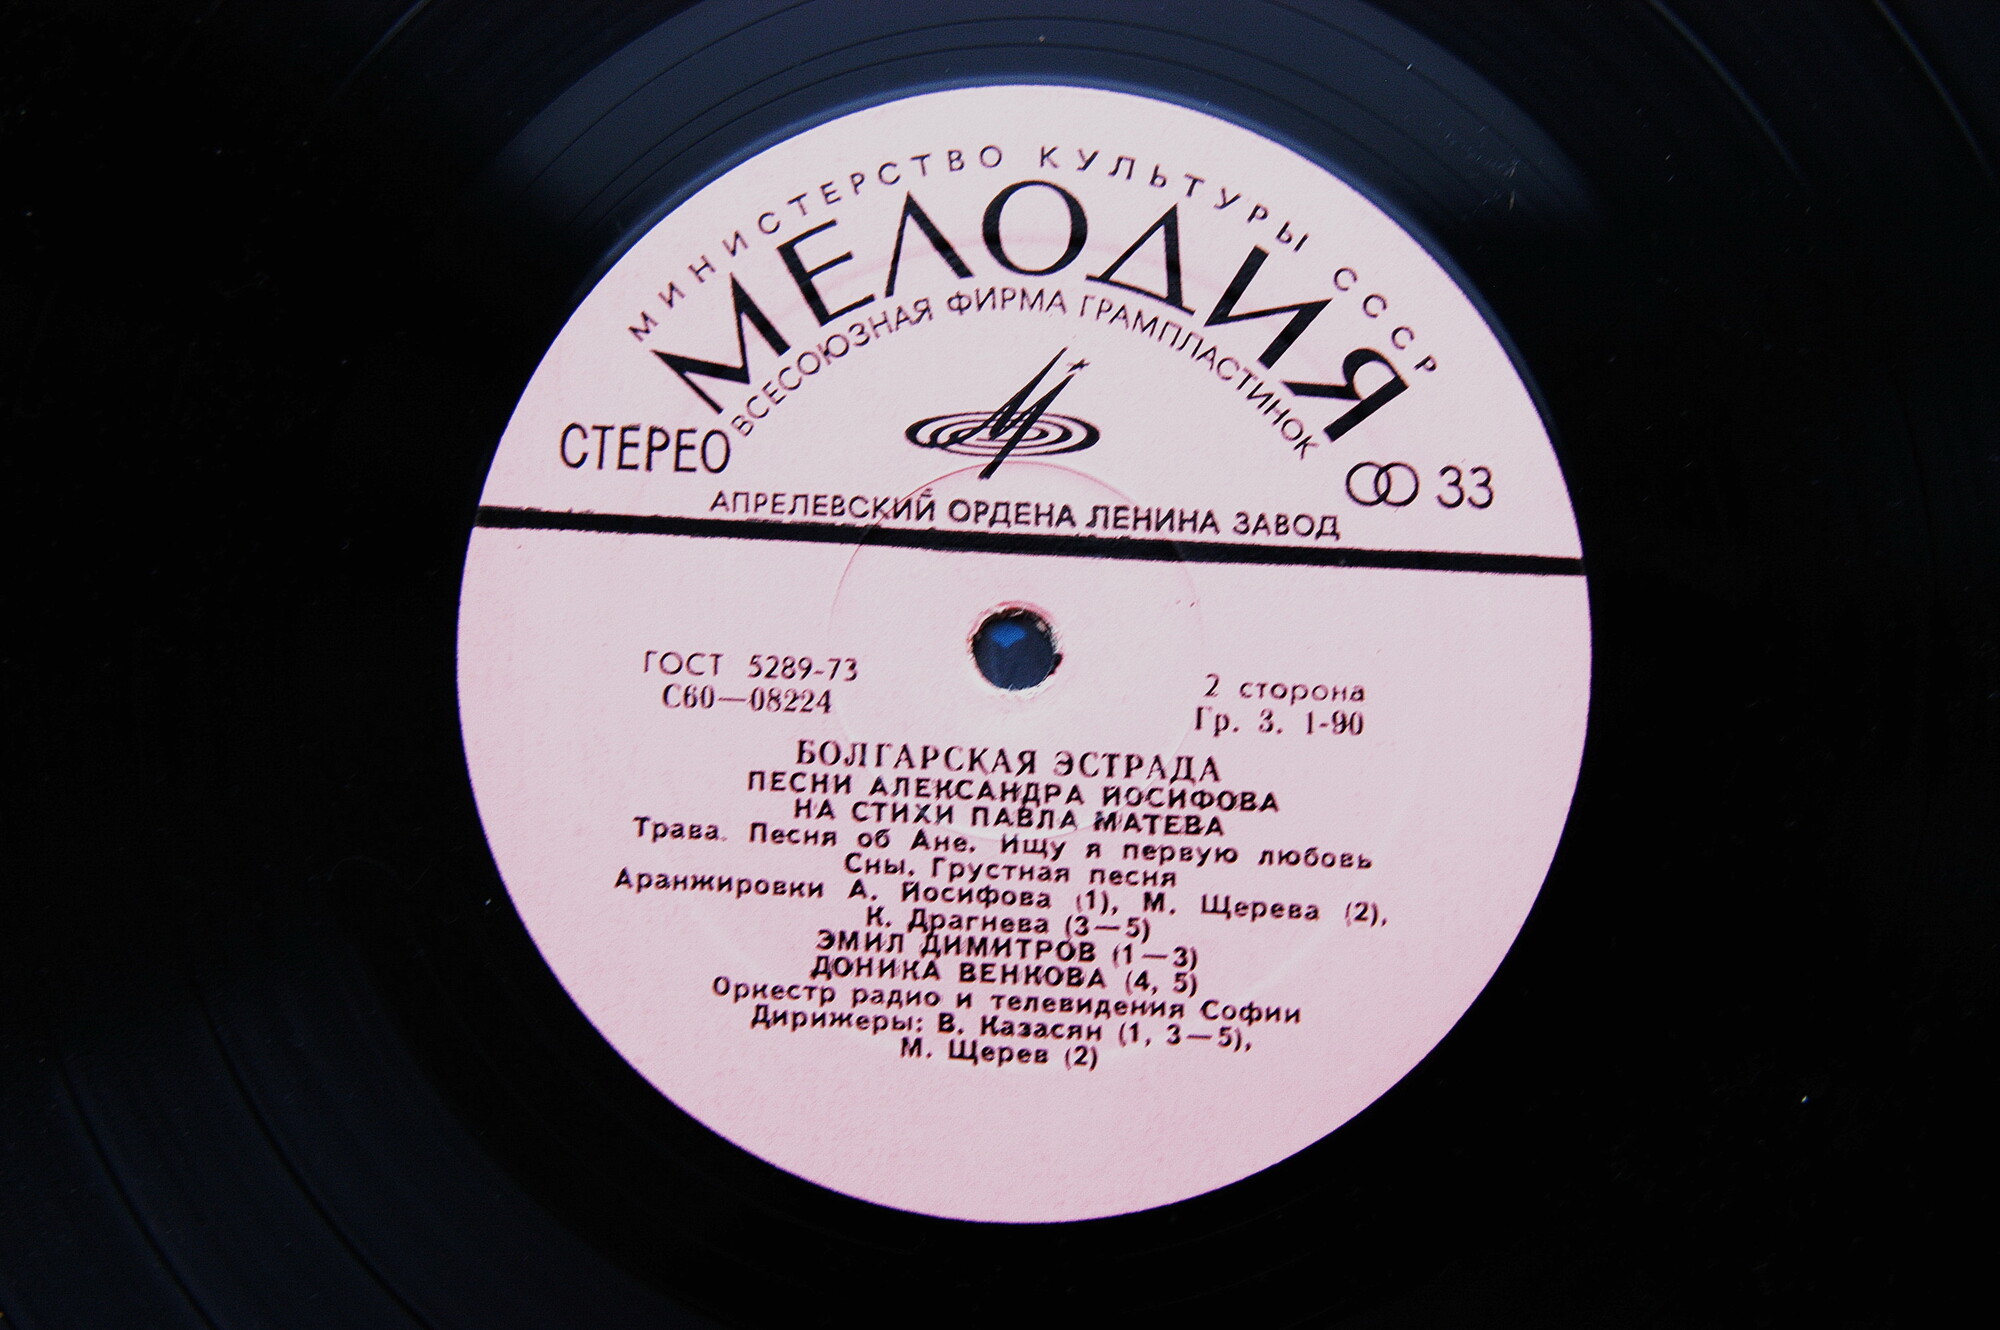 МИНИСТЕРСТВО КУЛЬТУРЫ СССР
МЕЛОДИЯ
ВСЕСОЮЗНАЯ ФИРМА ГРАМПЛАСТИНОК
СТЕРЕО
33
АПРЕЛЕВСКИЙ ОРДЕНА ЛЕНИНА ЗАВОД
ГОСТ 5289-73
С60—08224
2 сторона
Гр. 3. 1-90
БОЛГАРСКАЯ ЭСТРАДА
ПЕСНИ АЛЕКСАНДРА ЙОСИФОВА
НА СТИХИ ПАВЛА МАТЕВА
Трава. Песня об Ане. Ищу я первую любовь
Сны. Грустная песня
Аранжировки А. Йосифова (1), М. Щерева (2),
К. Драгнева (3—5)
ЭМИЛ ДИМИТРОВ (1—3)
ДОНИКА ВЕНКОВА (4, 5)
Оркестр радио и телевидения Софии
Дирижеры: В. Казасян (1, 3—5),
М. Щерев (2)